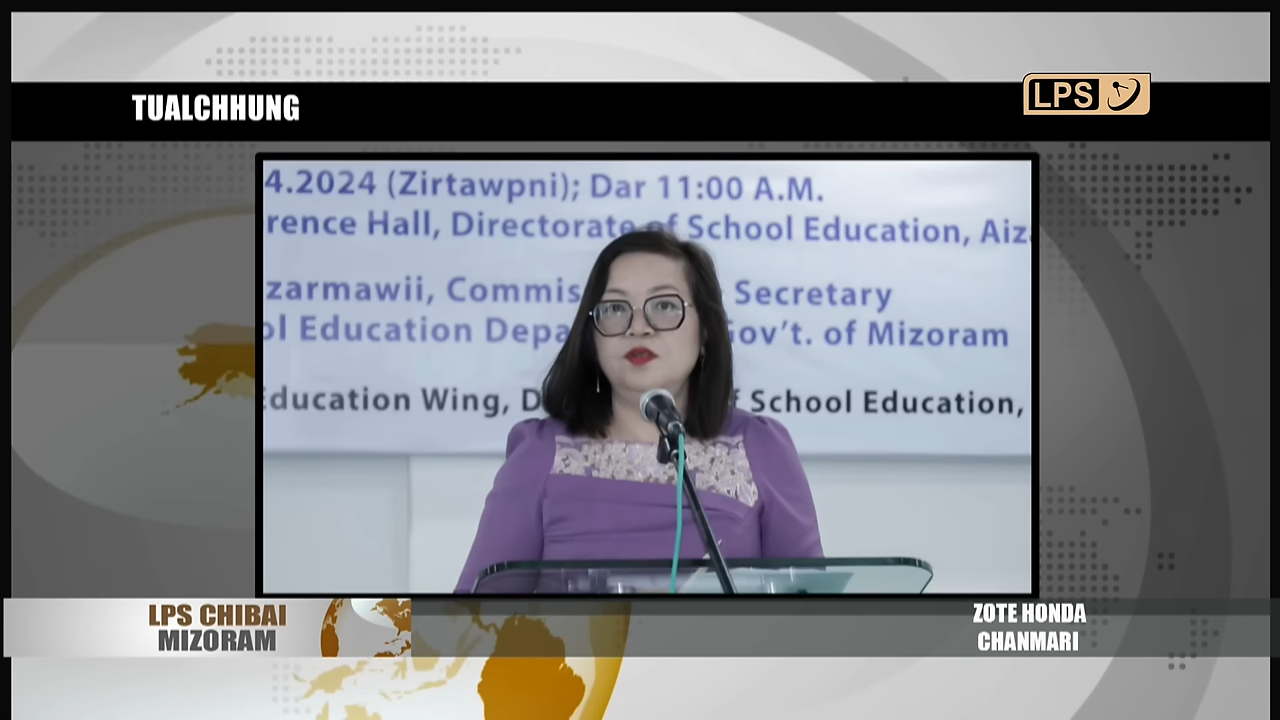 TUALCHHUNG
LPS
4.2024 (Zirtawpni); Dar 11:00 A.M.
rence Hall, Directorate of School Education, Aiz
zarmawii, Commis Secretary
ol Education Depa Gov't. of Mizoram
Education Wing, D f School Education,
LPS CHIBAI
MIZORAM
ZOTE HONDA
CHANMARI